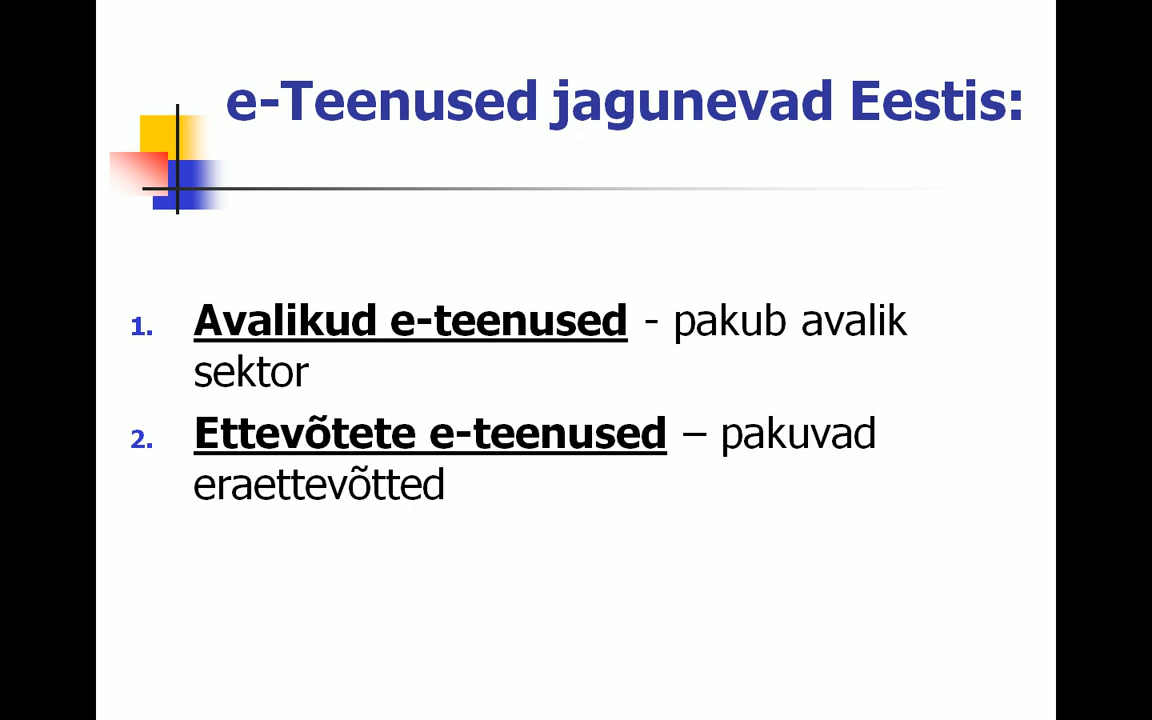 e-Teenused jagunevad Eestis:
1. Avalikud e-teenused - pakub avalik
sektor
2. Ettevõtete e-teenused – pakuvad
eraettevõtted